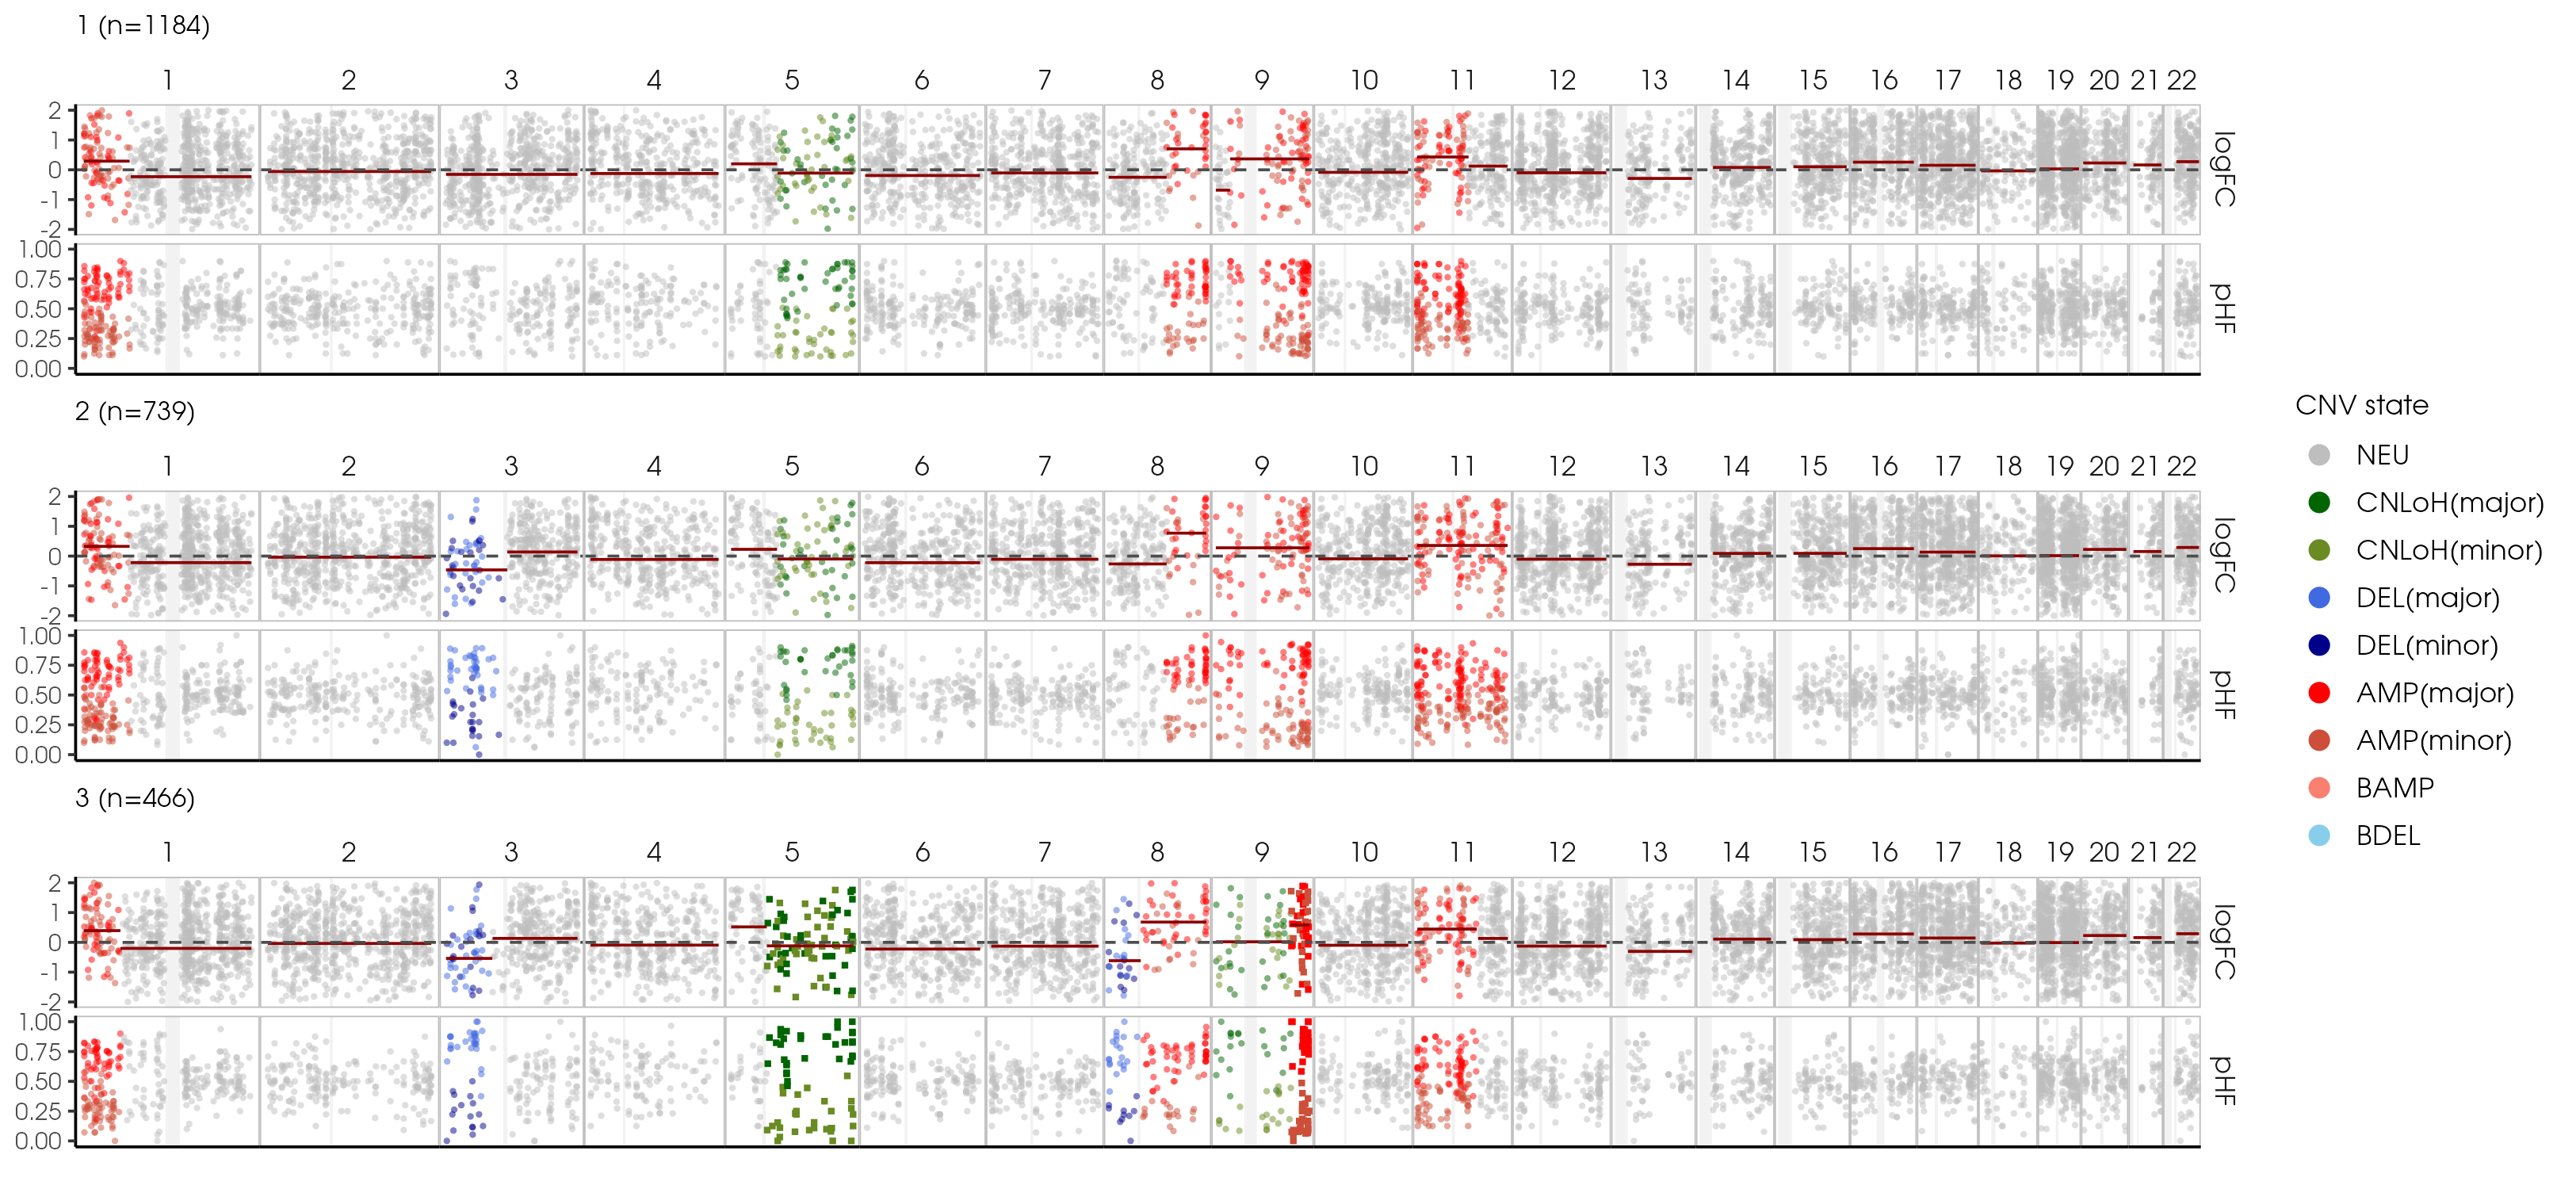 1 (n=1184)
1 2 3 4 5 6 7 8 9 10 11 12 13 14 15 16 17 18 19 20 21 22
2
1
0
-1
-2
logFC
1.00
0.75
0.50
0.25
0.00
pHF
2 (n=739)
1 2 3 4 5 6 7 8 9 10 11 12 13 14 15 16 17 18 19 20 21 22
2
1
0
-1
-2
logFC
1.00
0.75
0.50
0.25
0.00
pHF
3 (n=466)
1 2 3 4 5 6 7 8 9 10 11 12 13 14 15 16 17 18 19 20 21 22
2
1
0
-1
-2
logFC
1.00
0.75
0.50
0.25
0.00
pHF
CNV state
NEU
CNLoH(major)
CNLoH(minor)
DEL(major)
DEL(minor)
AMP(major)
AMP(minor)
BAMP
BDEL